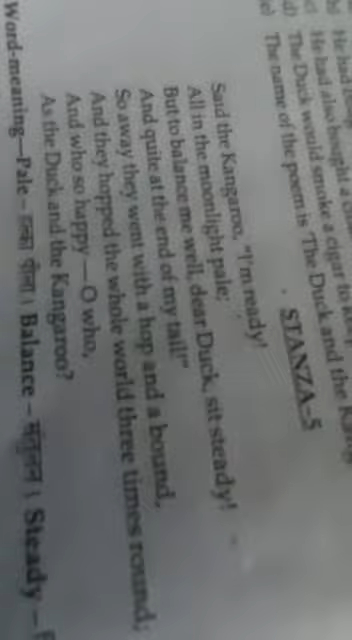 b) He had
c) He had also bought a
d) The Duck would smoke a cigar to
e) The name of the poem is 'The Duck and the
STANZA-5
Said the Kangaroo, "I'm ready!
All in the moonlight pale;
But to balance me well, dear Duck, sit steady!
And quite at the end of my tail!"
So away they went with a hop and a bound,
And they hopped the whole world three times round;
And who so happy—O who,
As the Duck and the Kangaroo?
Word-meaning—Pale – हल्का पीला। Balance – संतुलन। Steady –